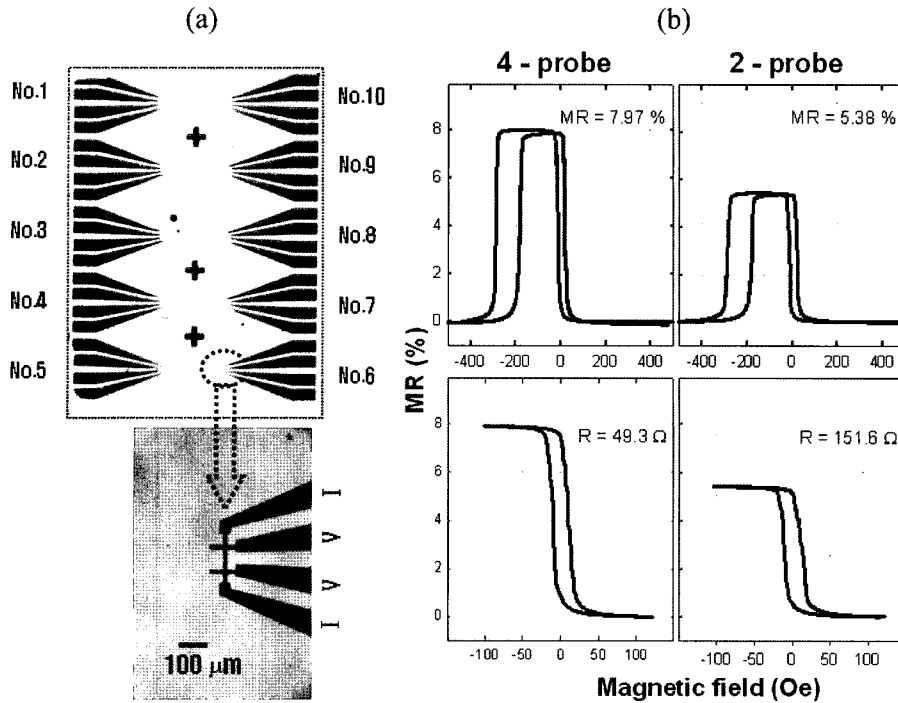 (a)
No.1
No.2
No.3
No.4
No.5
No.10
No.9
No.8
No.7
No.6
I
V
V
I
100 μm
(b)
4 - probe
2 - probe
MR = 7.97 %
MR = 5.38 %
8
6
4
2
0
-400 -200 0 200 400
-400 -200 0 200 400
MR (%)
R = 49.3 Ω
R = 151.6 Ω
8
6
4
2
0
-100 -50 0 50 100
-100 -50 0 50 100
Magnetic field (Oe)